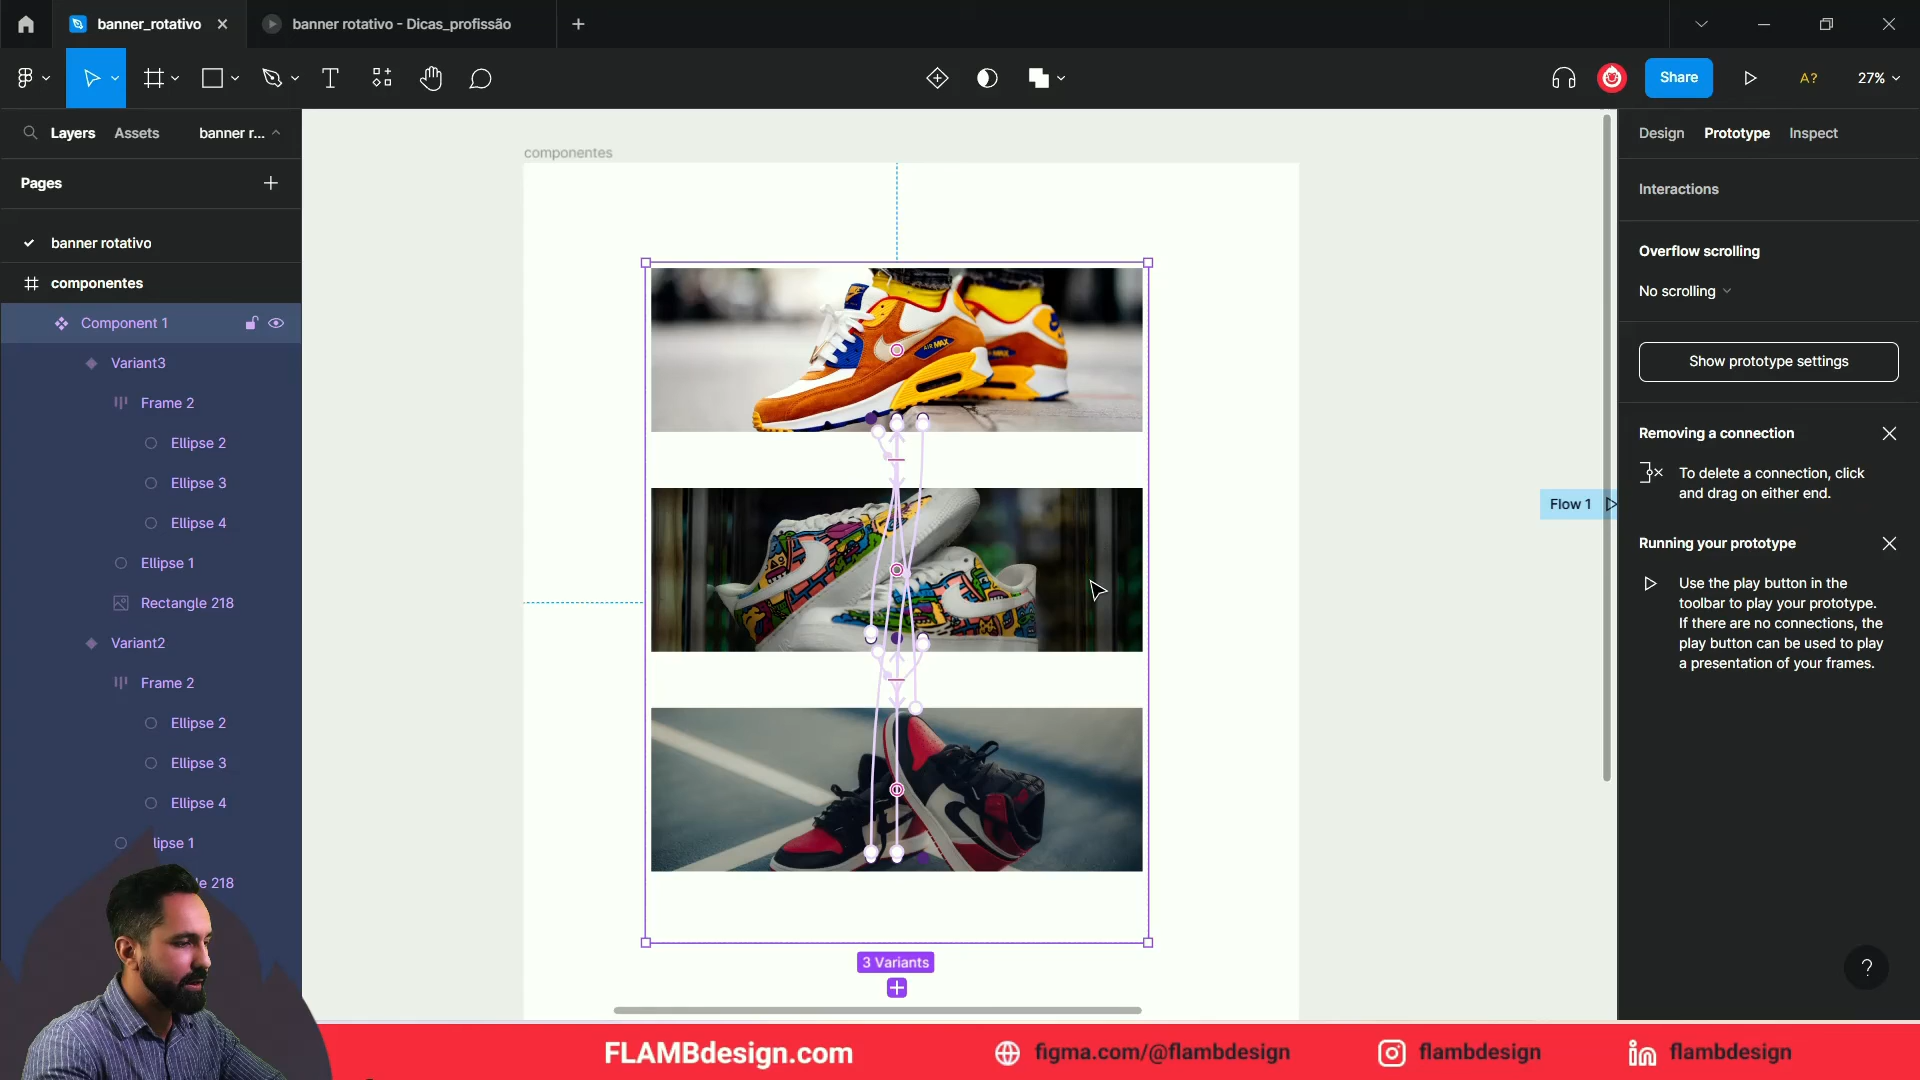 banner_rotativo
banner rotativo - Dicas_profissão
Share
A?
27%
Layers
Assets
banner r...
Pages
banner rotativo
componentes
Component 1
Variant3
Frame 2
Ellipse 2
Ellipse 3
Ellipse 4
Ellipse 1
Rectangle 218
Variant2
Frame 2
Ellipse 2
Ellipse 3
Ellipse 4
lipse 1
e 218
componentes
AIR MAX
3 Variants
Flow 1
Design
Prototype
Inspect
Interactions
Overflow scrolling
No scrolling
Show prototype settings
Removing a connection
To delete a connection, click
and drag on either end.
Running your prototype
Use the play button in the
toolbar to play your prototype.
If there are no connections, the
play button can be used to play
a presentation of your frames.
?
FLAMBdesign.com
figma.com/@flambdesign
flambdesign
flambdesign